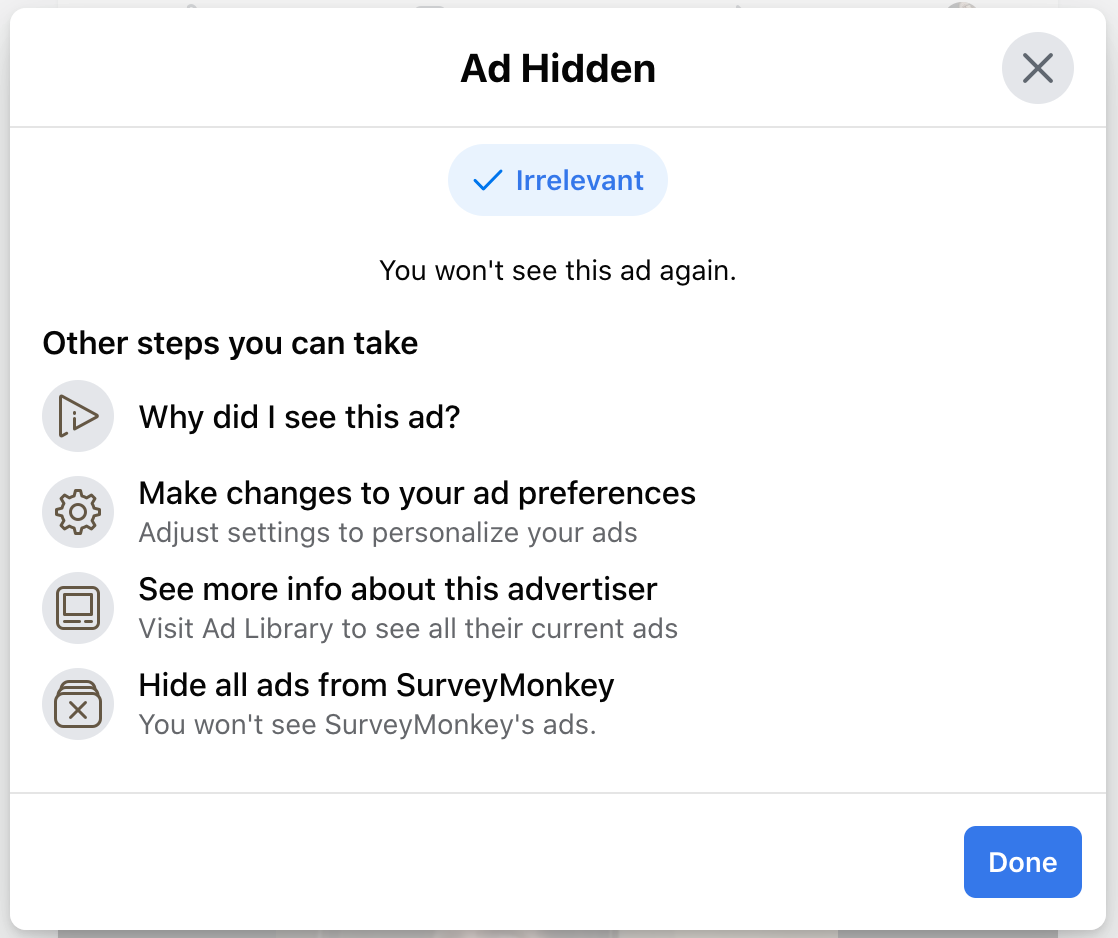 Ad Hidden
Irrelevant
You won't see this ad again.
Other steps you can take
Why did I see this ad?
Make changes to your ad preferences
Adjust settings to personalize your ads
See more info about this advertiser
Visit Ad Library to see all their current ads
Hide all ads from SurveyMonkey
You won't see SurveyMonkey's ads.
Done